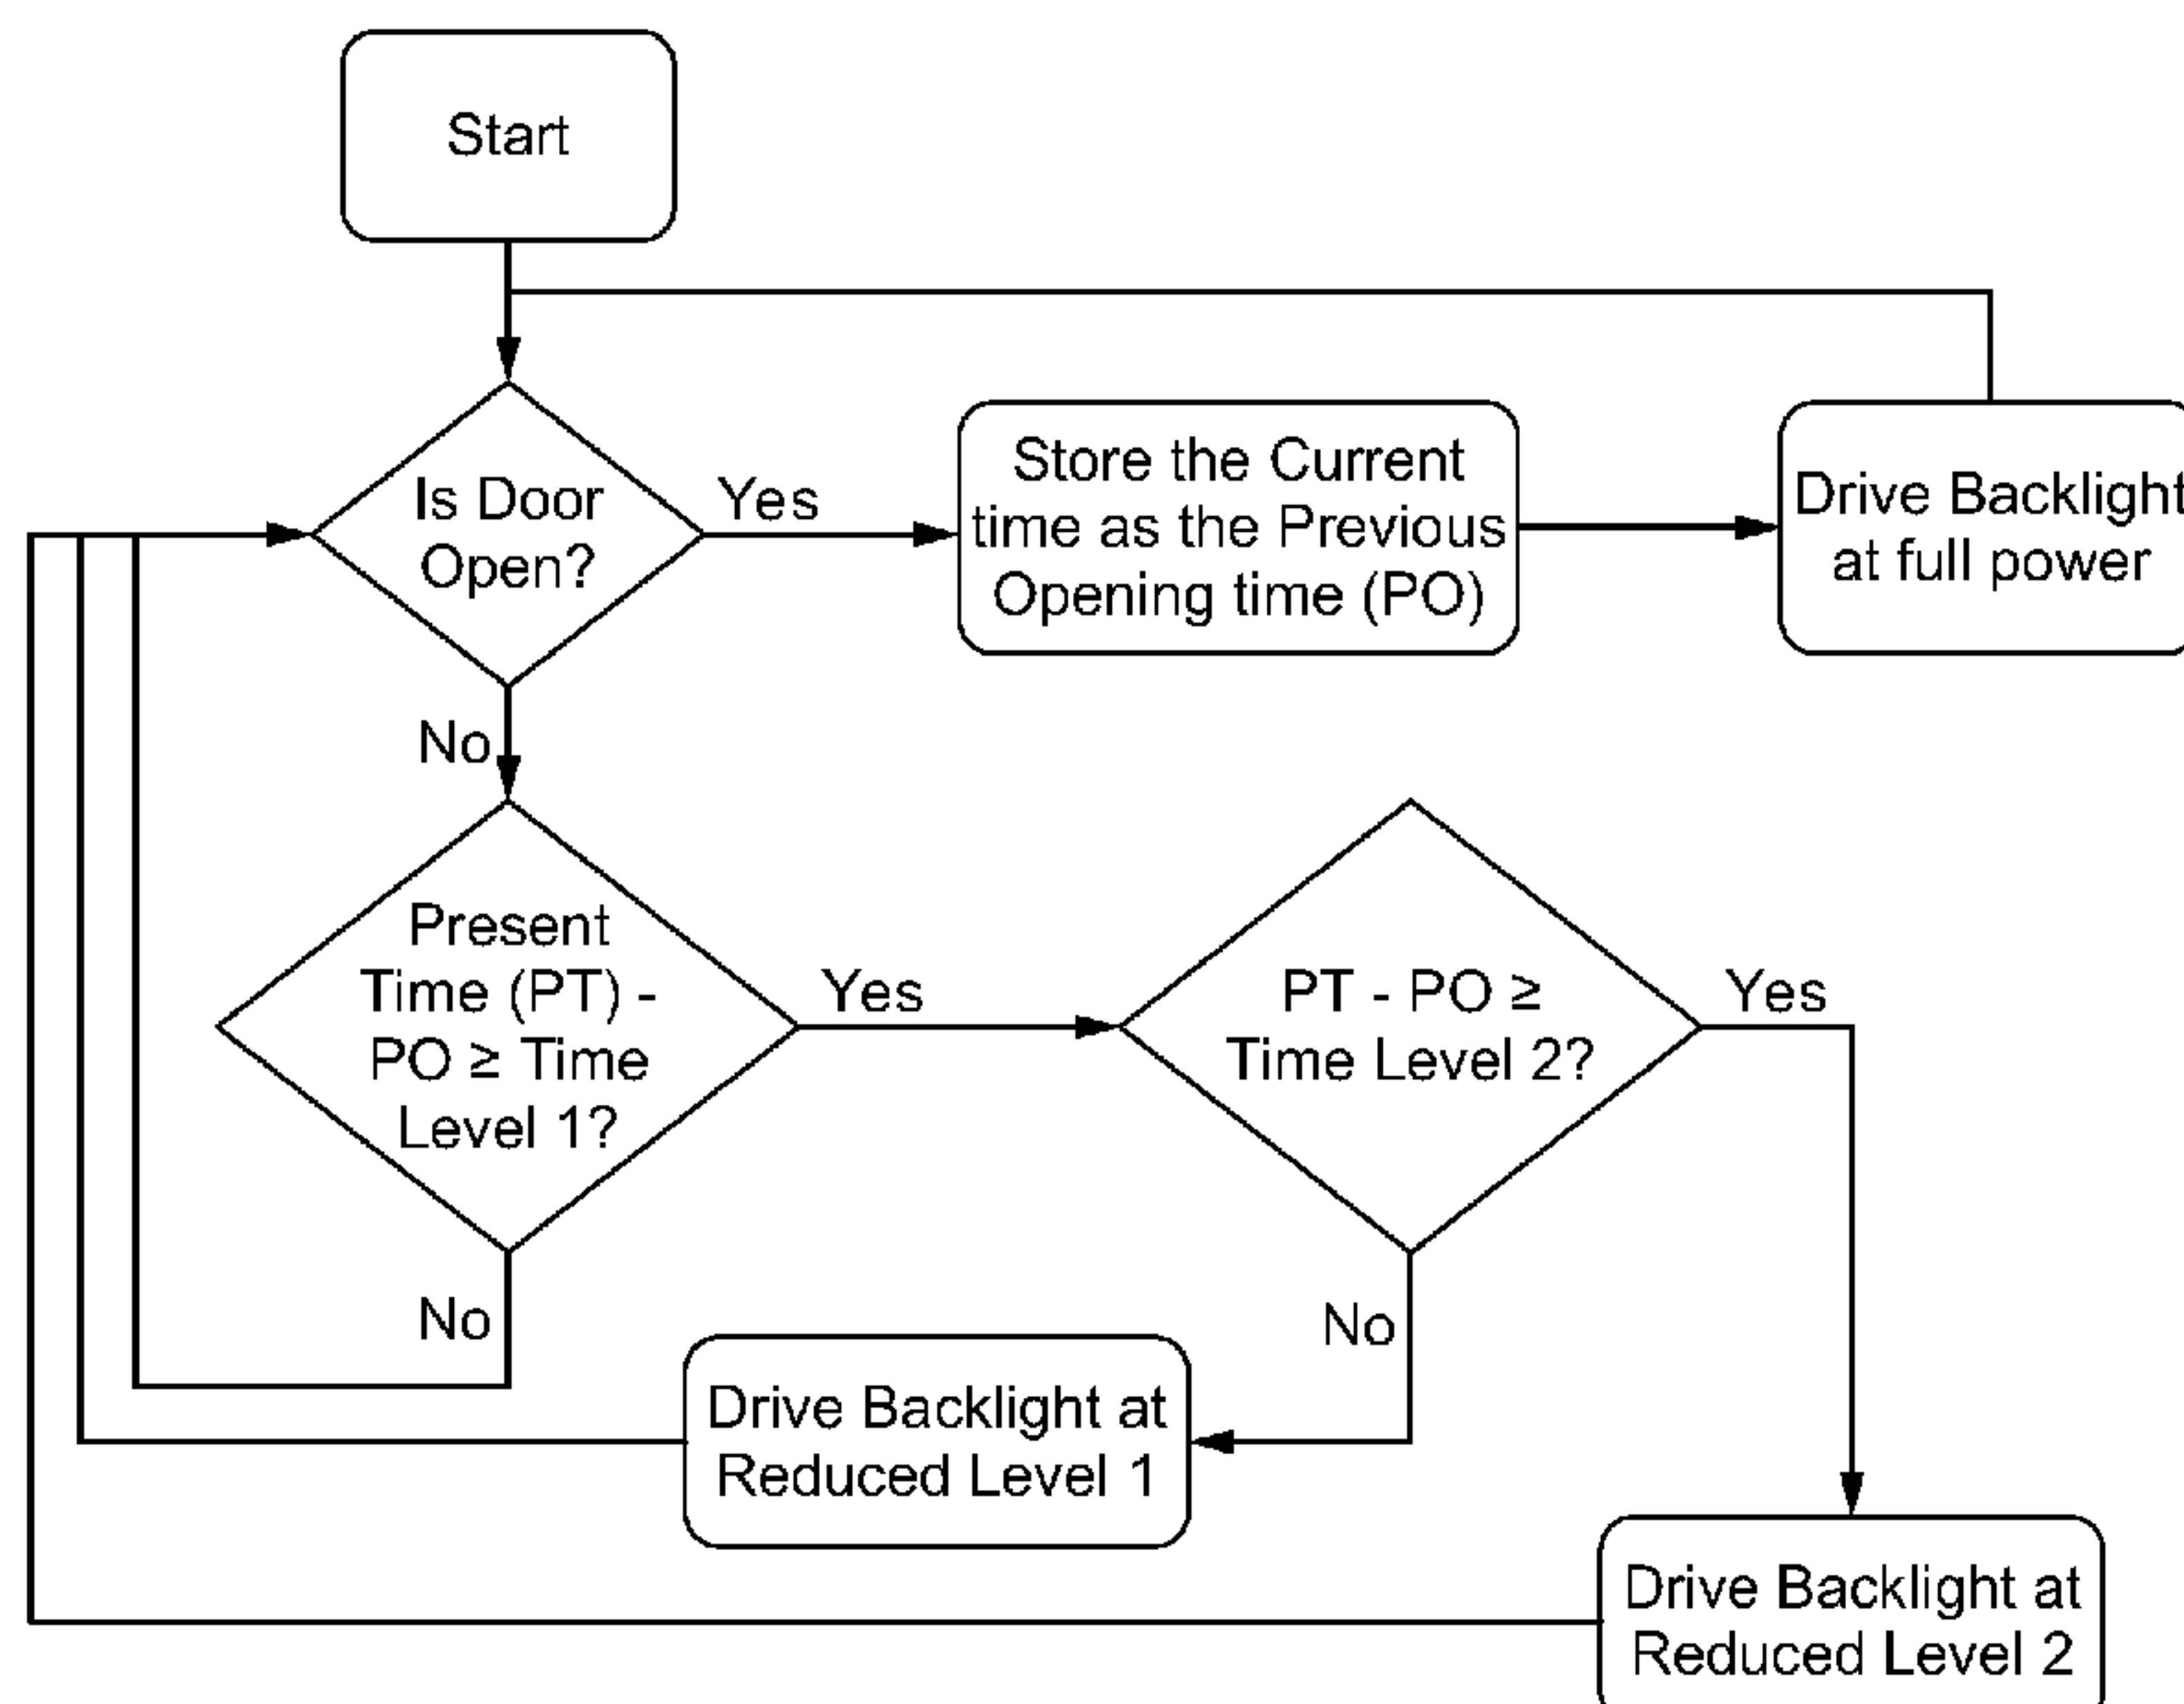 Start
Is Door
Open?
Yes
Store the Current
time as the Previous
Opening time (PO)
Drive Backlight
at full power
No
Present
Time (PT) -
PO ≥ Time
Level 1?
Yes
PT - PO ≥
Time Level 2?
Yes
No
No
Drive Backlight at
Reduced Level 1
Drive Backlight at
Reduced Level 2